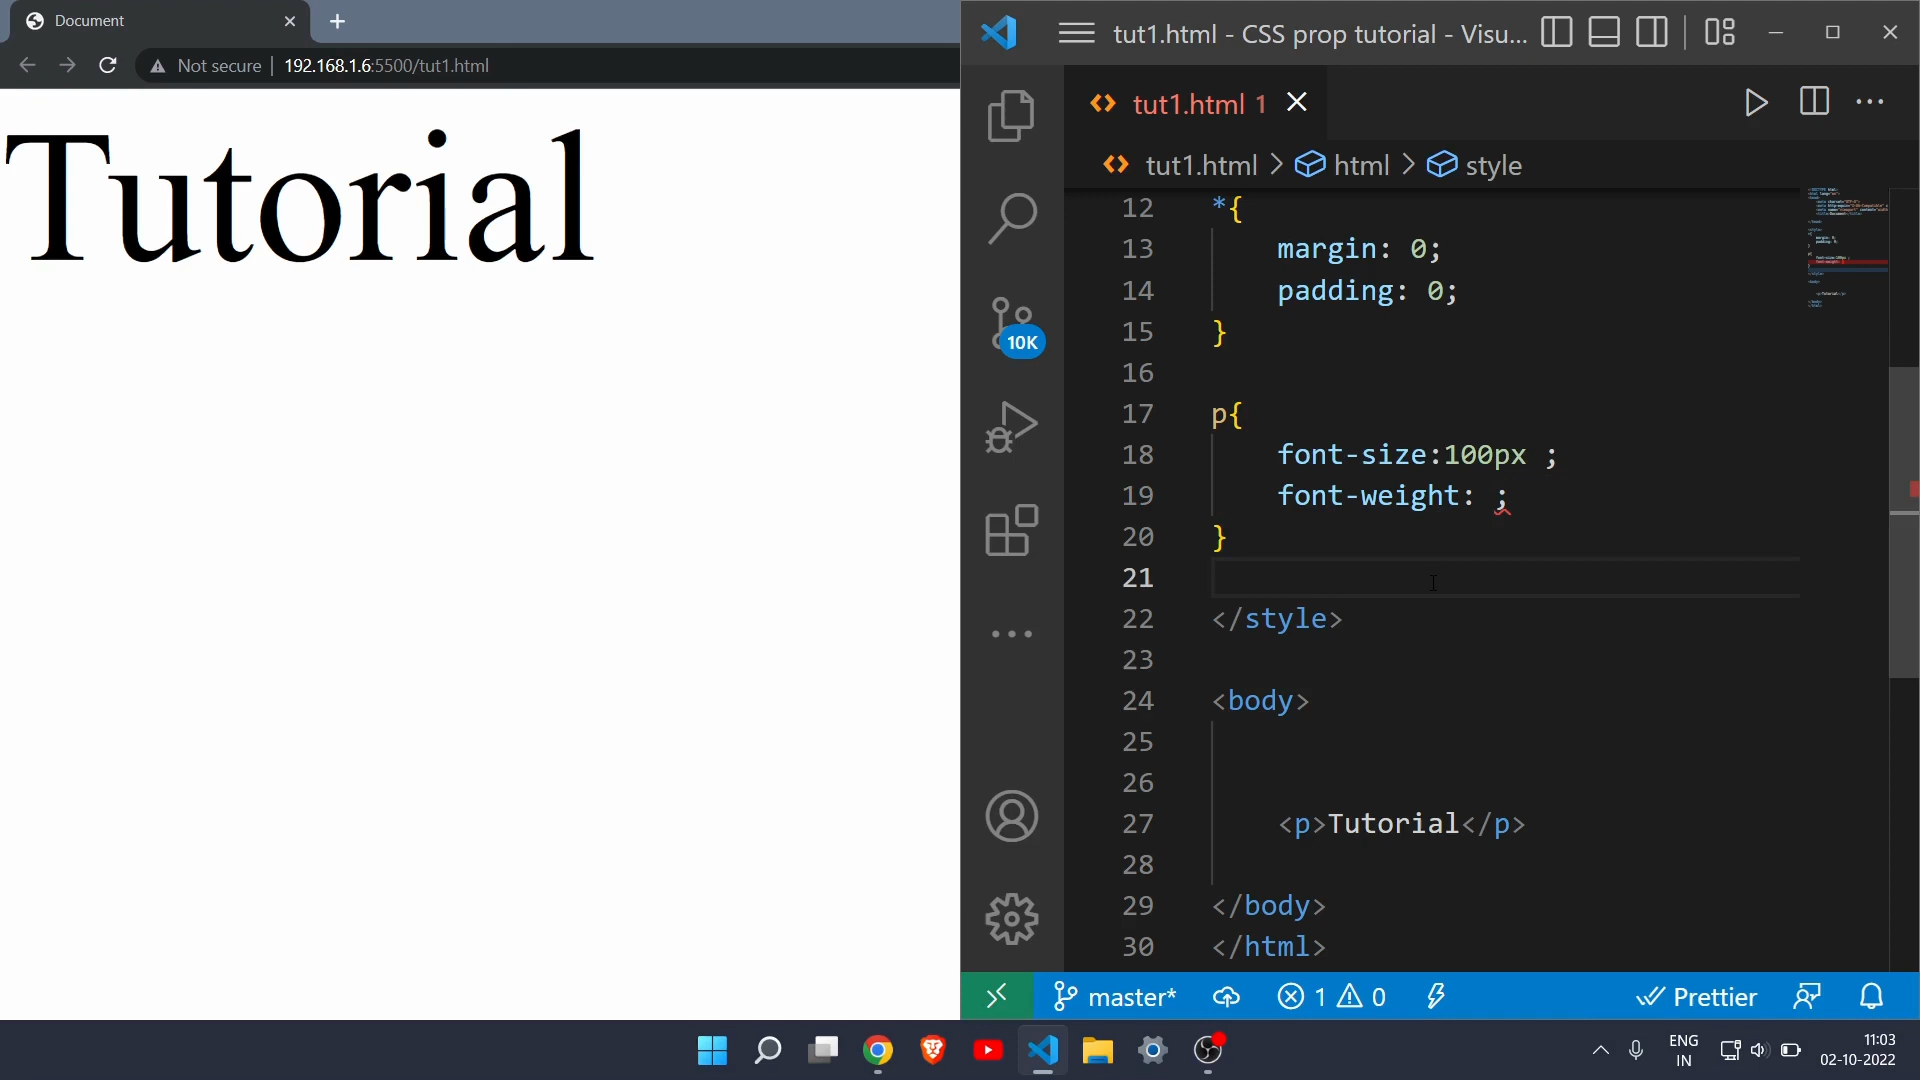 Document
Not secure
192.168.1.6:5500/tut1.html
Tutorial
tut1.html - CSS prop tutorial - Visu...
tut1.html 1
tut1.html > html > style
12 *{
13 margin: 0;
14 padding: 0;
15 }
16
17 p{
18 font-size:100px ;
19 font-weight: ;
20 }
21
22 </style>
23
24 <body>
25
26
27 <p>Tutorial</p>
28
29 </body>
30 </html>
10K
master*
1 0
Prettier
ENG
IN
11:03
02-10-2022